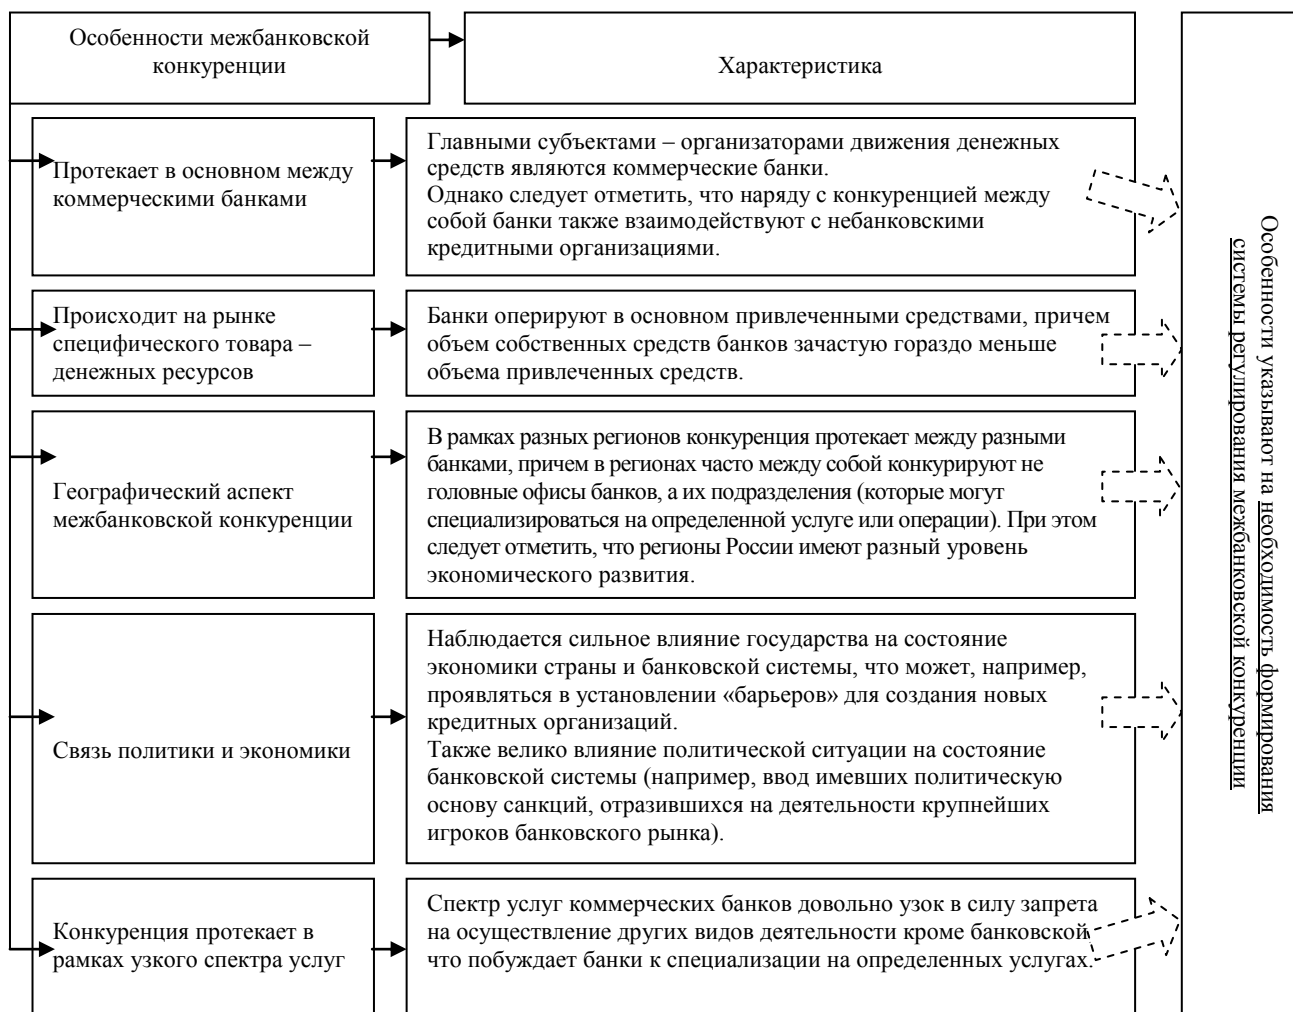 Особенности межбанковской
конкуренции
Характеристика
Протекает в основном между
коммерческими банками
Главными субъектами – организаторами движения денежных
средств являются коммерческие банки.
Однако следует отметить, что наряду с конкуренцией между
собой банки также взаимодействуют с небанковскими
кредитными организациями.
Происходит на рынке
специфического товара –
денежных ресурсов
Банки оперируют в основном привлеченными средствами, причем
объем собственных средств банков зачастую гораздо меньше
объема привлеченных средств.
Географический аспект
межбанковской конкуренции
В рамках разных регионов конкуренция протекает между разными
банками, причем в регионах часто между собой конкурируют не
головные офисы банков, а их подразделения (которые могут
специализироваться на определенной услуге или операции). При этом
следует отметить, что регионы России имеют разный уровень
экономического развития.
Связь политики и экономики
Наблюдается сильное влияние государства на состояние
экономики страны и банковской системы, что может, например,
проявляться в установлении «барьеров» для создания новых
кредитных организаций.
Также велико влияние политической ситуации на состояние
банковской системы (например, ввод имевших политическую
основу санкций, отразившихся на деятельности крупнейших
игроков банковского рынка).
Конкуренция протекает в
рамках узкого спектра услуг
Спектр услуг коммерческих банков довольно узок в силу запрета
на осуществление других видов деятельности кроме банковской
что побуждает банки к специализации на определенных услугах.
Особенности указывают на необходимость формирования
системы регулирования межбанковской конкуренции